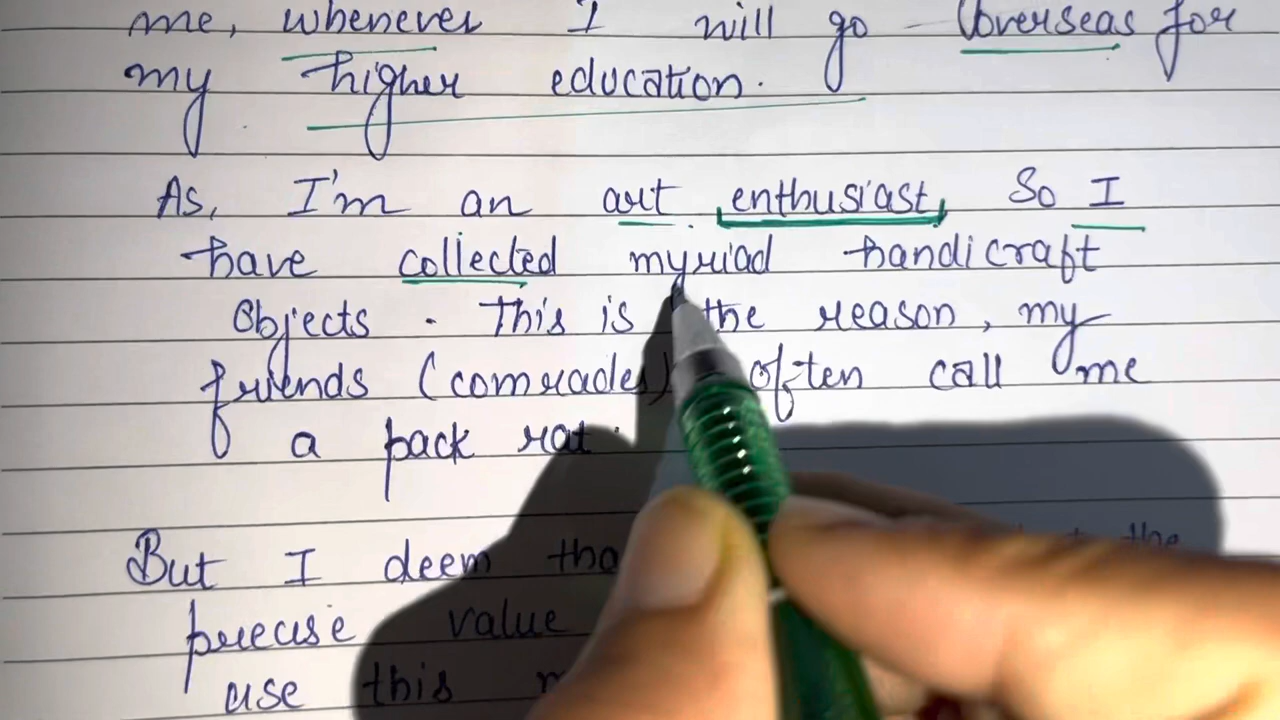 me, whenever I will go Overseas for
my higher education.
As, I'm an art enthusiast, So I
have collected myriad handicraft
Objects. This is the reason, my
friends (comrades) often call me
a pack rat.
But I deem the
precise value
use this